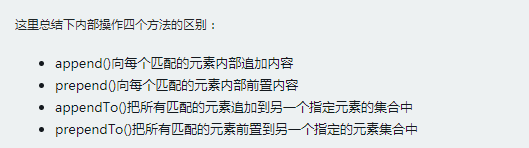 这里总结下内部操作四个方法的区别：
append()向每个匹配的元素内部追加内容
prepend()向每个匹配的元素内部前置内容
appendTo()把所有匹配的元素追加到另一个指定元素的集合中
prependTo()把所有匹配的元素前置到另一个指定的元素集合中